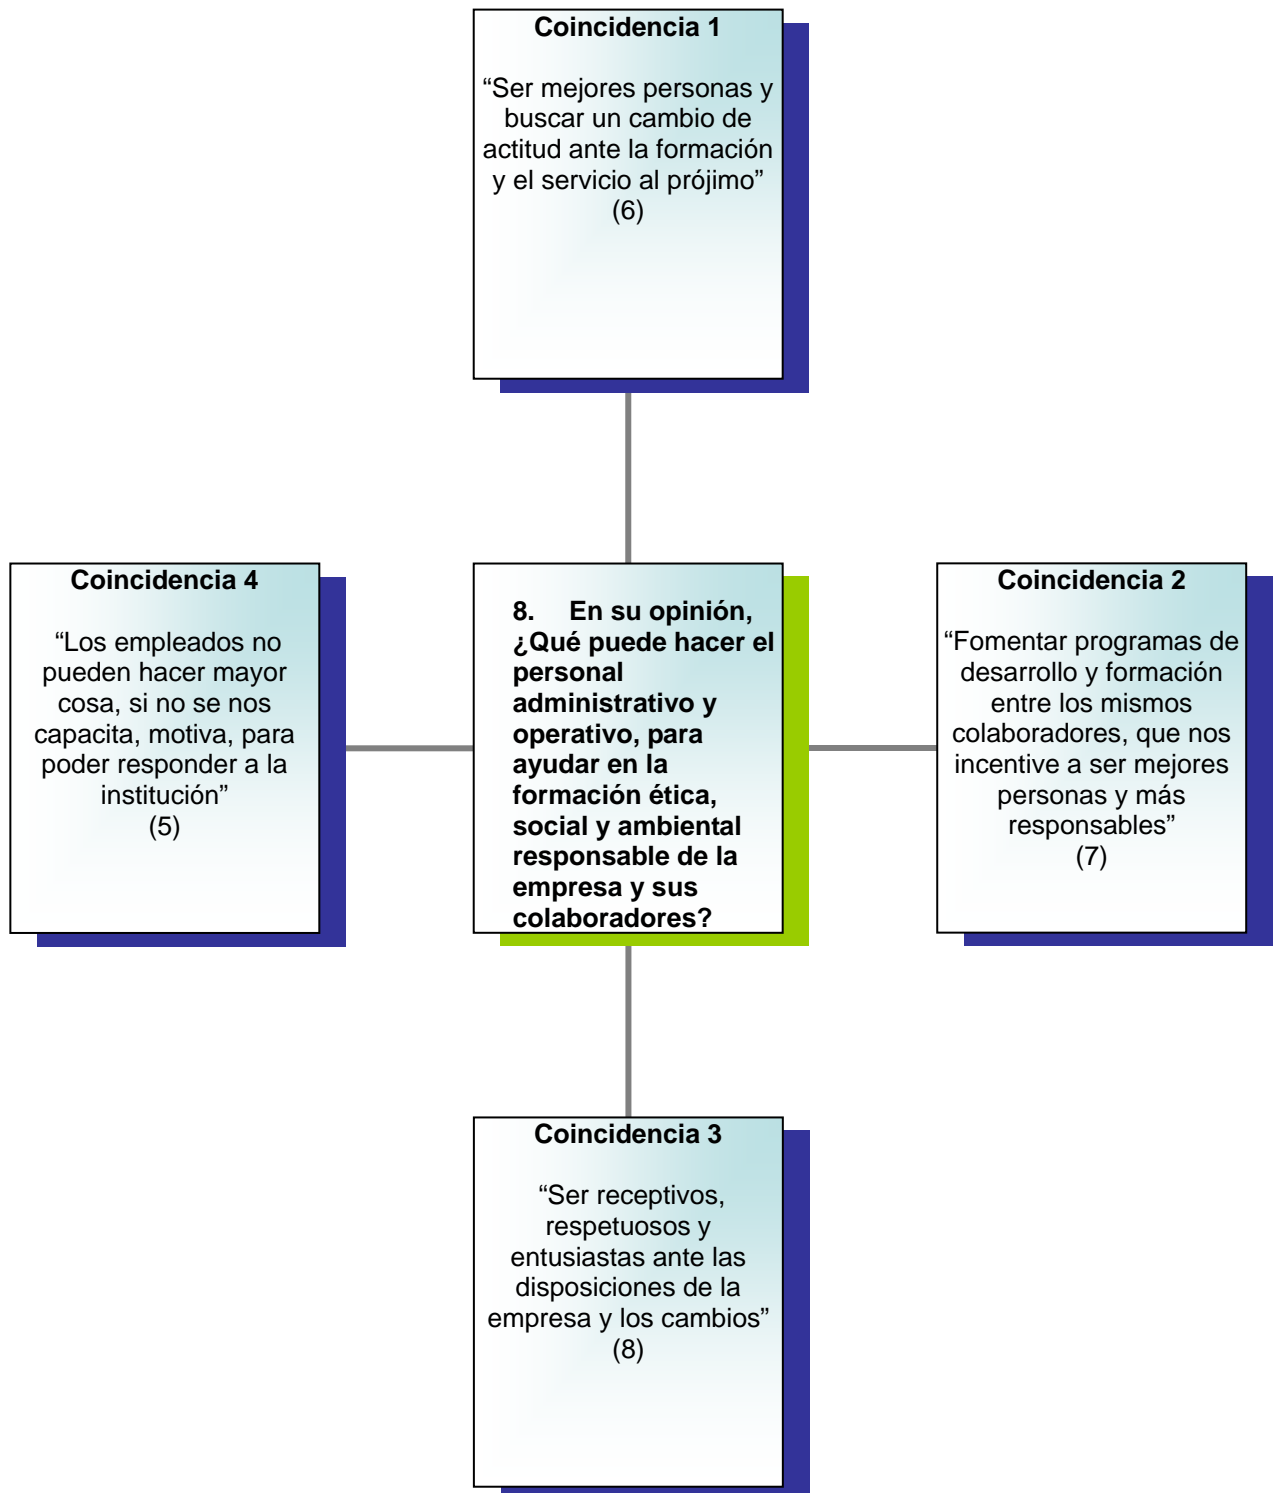 Coincidencia 1
“Ser mejores personas y
buscar un cambio de
actitud ante la formación
y el servicio al prójimo”
(6)
Coincidencia 4
“Los empleados no
pueden hacer mayor
cosa, si no se nos
capacita, motiva, para
poder responder a la
institución”
(5)
8. En su opinión,
¿Qué puede hacer el
personal
administrativo y
operativo, para
ayudar en la
formación ética,
social y ambiental
responsable de la
empresa y sus
colaboradores?
Coincidencia 2
“Fomentar programas de
desarrollo y formación
entre los mismos
colaboradores, que nos
incentive a ser mejores
personas y más
responsables”
(7)
Coincidencia 3
“Ser receptivos,
respetuosos y
entusiastas ante las
disposiciones de la
empresa y los cambios”
(8)